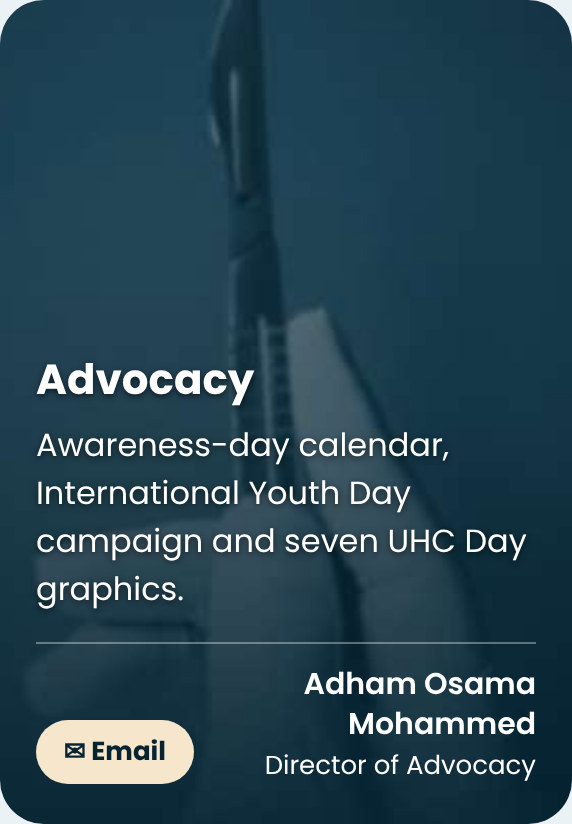 Advocacy
Awareness-day calendar,
International Youth Day
campaign and seven UHC Day
graphics.
Adham Osama
Mohammed
✉ Email
Director of Advocacy